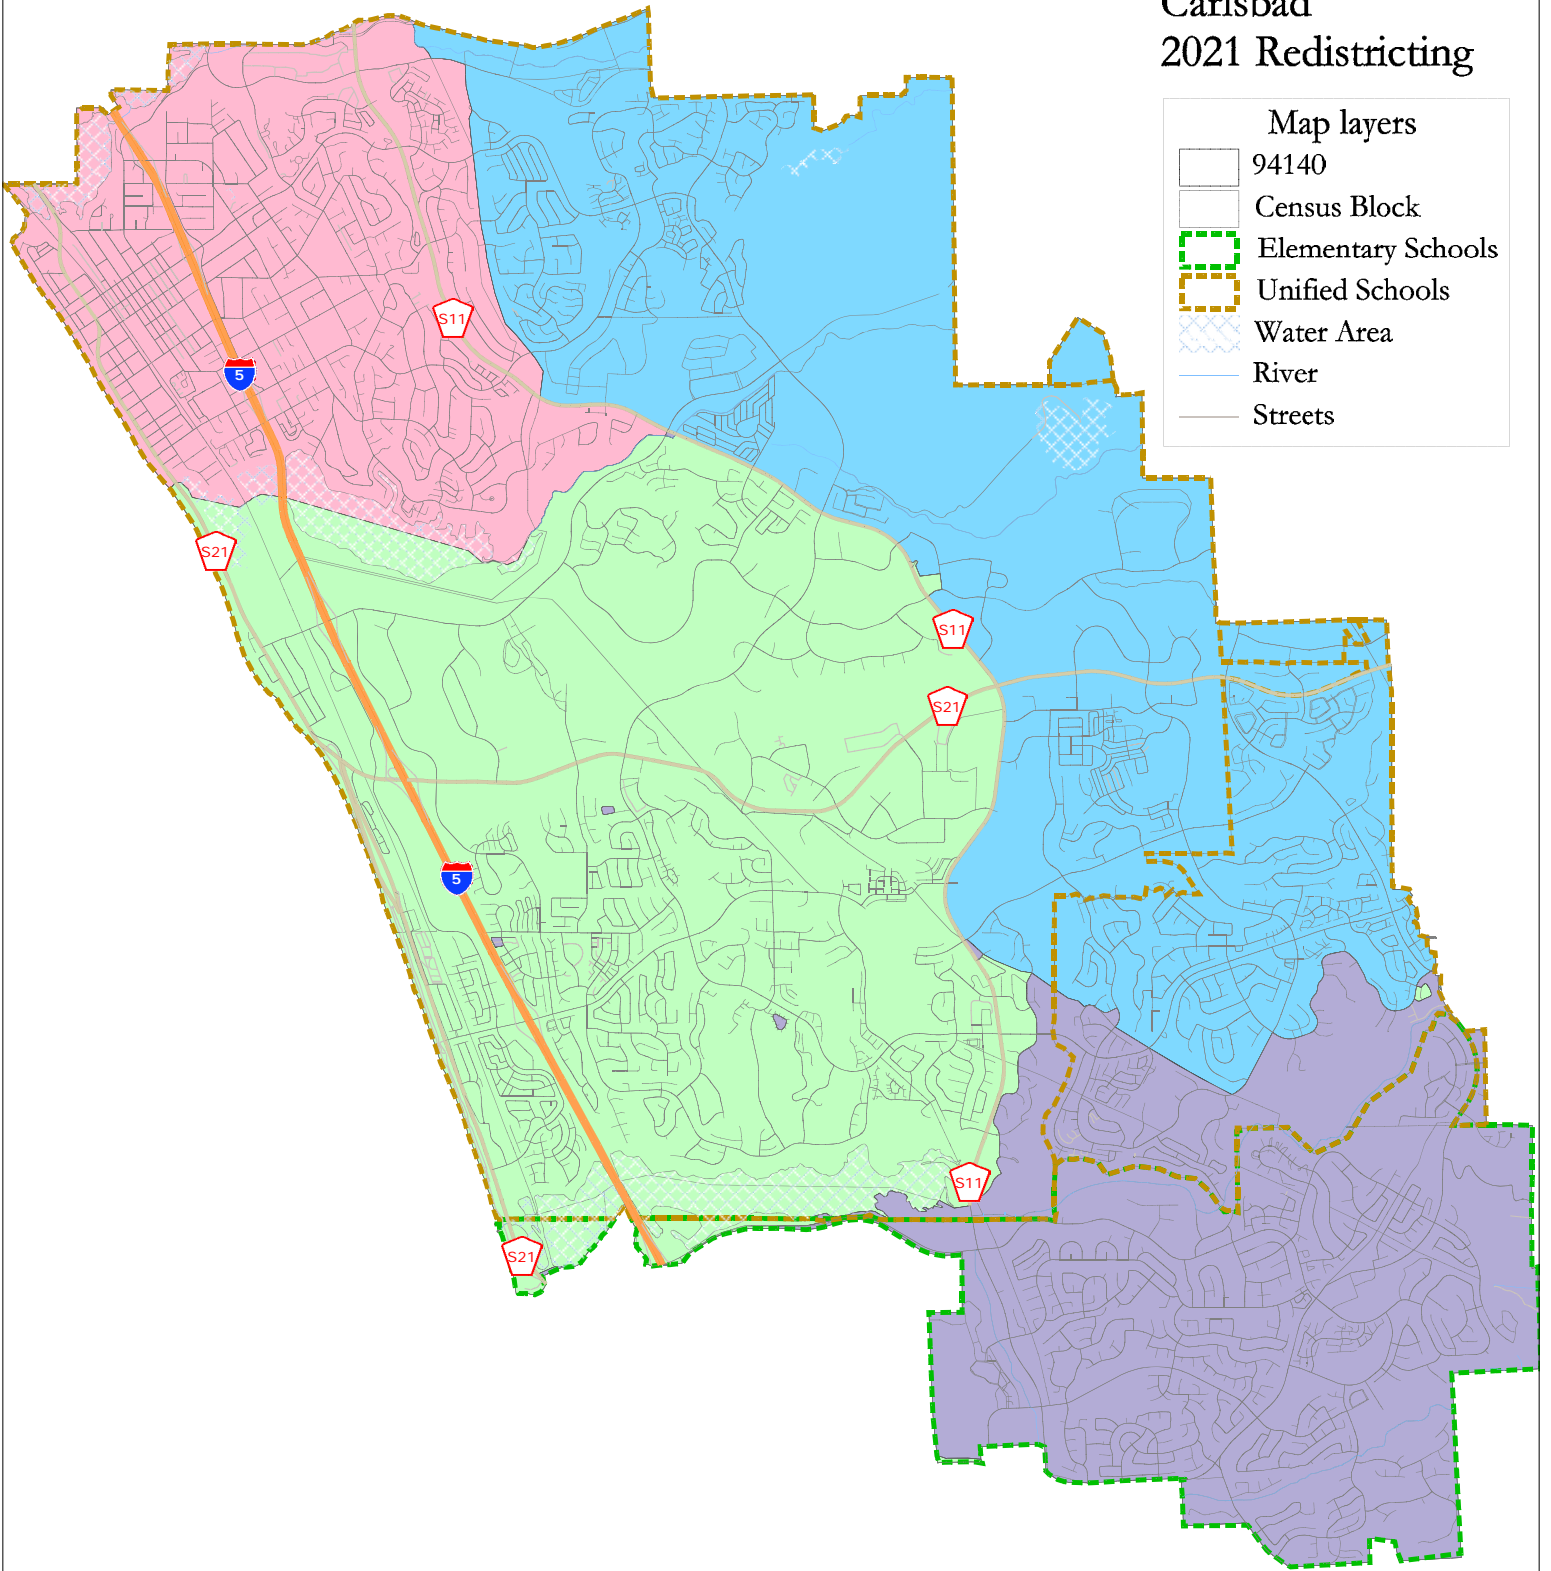 Carlsbad
2021 Redistricting
Map layers
94140
Census Block
Elementary Schools
Unified Schools
Water Area
River
Streets
S11
5
S21
S11
S21
5
S11
S21